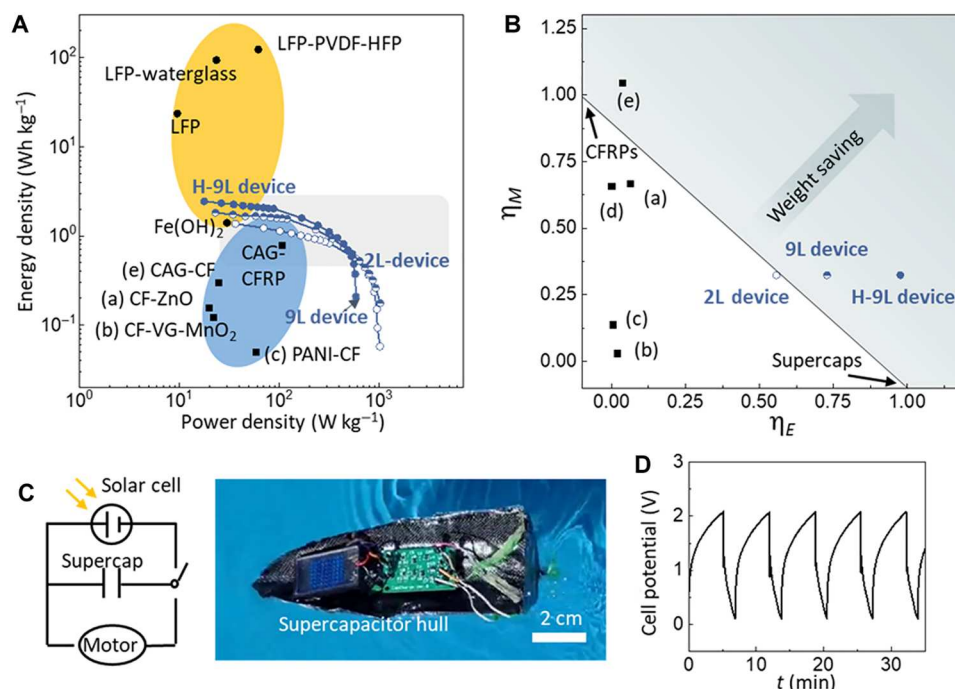 A
Energy density (Wh kg⁻¹)
10²
10¹
10⁰
10⁻¹
10⁰
10¹
10²
10³
Power density (W kg⁻¹)
LFP-PVDF-HFP
LFP-waterglass
LFP
H-9L device
Fe(OH)₂
CAG-
CFRP
2L-device
(e) CAG-CF
(a) CF-ZnO
(b) CF-VG-MnO₂
9L device
(c) PANI-CF
B
η_M
1.00
0.75
0.50
0.25
0.00
0.00
0.25
0.50
0.75
1.00
η_E
(e)
CFRPs
Weight saving
(d)
(a)
9L device
2L device
H-9L device
(c)
(b)
Supercaps
C
Solar cell
Supercap
Motor
Supercapacitor hull
2 cm
D
Cell potential (V)
3
2
1
0
0
10
20
30
t (min)